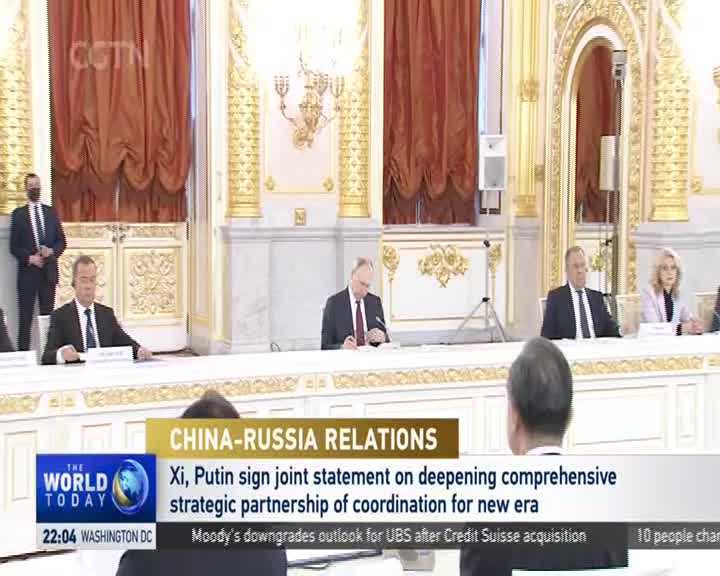 CGTN
CHINA-RUSSIA RELATIONS
Xi, Putin sign joint statement on deepening comprehensive
strategic partnership of coordination for new era
THE
WORLD
TODAY
22:04 WASHINGTON DC
Moody's downgrades outlook for UBS after Credit Suisse acquisition
10 people char